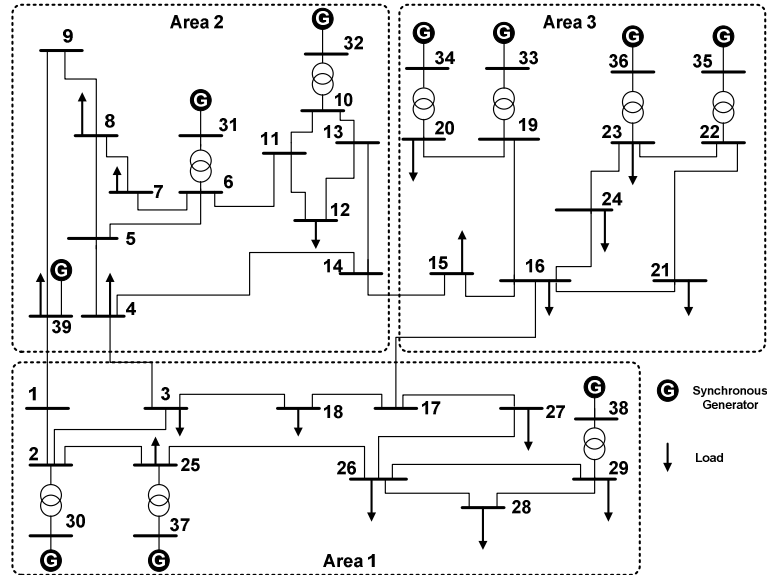 Area 2
G
32
9
G
31
8
10
11
13
7
6
12
5
G
14
39
4
Area 3
G
34
G
33
G
36
G
35
20
19
23
22
24
15
16
21
1
3
18
17
27
G
38
2
25
26
29
28
30
37
G
G
Area 1
G
Synchronous
Generator
Load